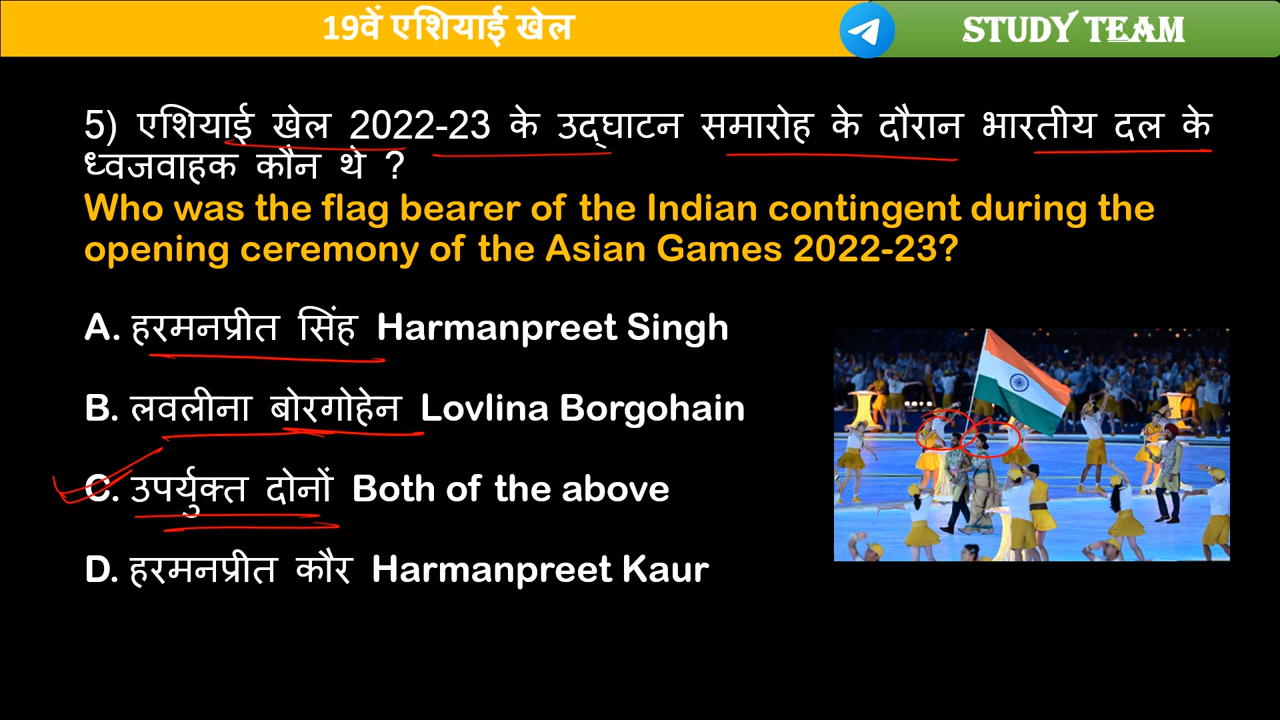 19वें एशियाई खेल
STUDY TEAM
5) एशियाई खेल 2022-23 के उद्घाटन समारोह के दौरान भारतीय दल के
ध्वजवाहक कौन थे ?
Who was the flag bearer of the Indian contingent during the
opening ceremony of the Asian Games 2022-23?
A. हरमनप्रीत सिंह Harmanpreet Singh
B. लवलीना बोरगोहेन Lovlina Borgohain
C. उपर्युक्त दोनों Both of the above
D. हरमनप्रीत कौर Harmanpreet Kaur